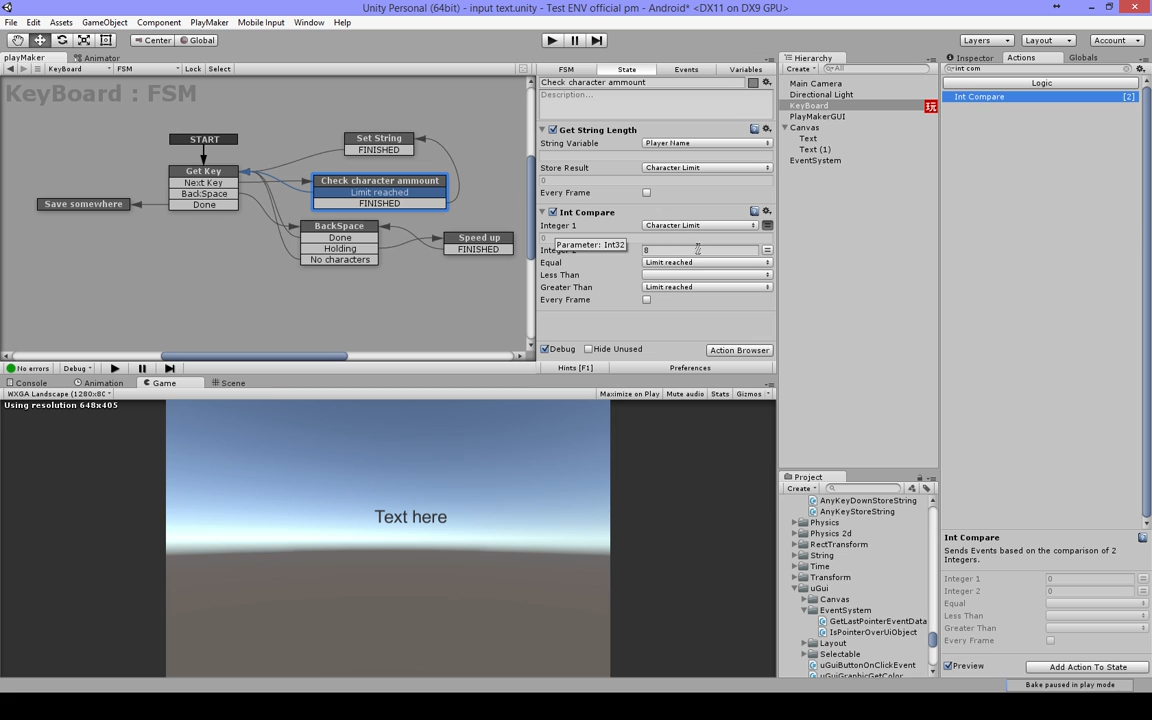 Unity Personal (64bit) - input text.unity - Test ENV official pm - Android* <DX11 on DX9 GPU>
File Edit Assets GameObject Component PlayMaker Mobile Input Window Help
Center Global Layers Layout Account
playMaker Animator
KeyBoard FSM Lock Select
KeyBoard : FSM
START
Get Key
Next Key
BackSpace
Done
Save somewhere
Set String
FINISHED
Check character ammount
Limit reached
FINISHED
BackSpace
Done
Holding
No characters
Speed up
FINISHED
No errors Debug
FSM State Events Variables
Check character ammount
Description...
Get String Length
String Variable Player Name
Store Result Character Limit
0
Every Frame
Int Compare
Integer 1 Character Limit
0
Parameter: Int32
8
Equal Limit reached
Less Than
Greater Than Limit reached
Every Frame
Debug Hide Unused Action Browser
Hints [F1] Preferences
Console Animation Game Scene
WXGA Landscape (1280x8 Maximize on Play Mute audio Stats Gizmos
Using resolution 648x405
Text here
Hierarchy
Create All
Main Camera
Directional Light
KeyBoard 玩
PlayMakerGUI
Canvas
Text
Text (1)
EventSystem
Project
Create
AnyKeyDownStoreString
AnyKeyStoreString
Physics
Physics 2d
RectTransform
String
Time
Transform
uGui
Canvas
EventSystem
GetLastPointerEventData
IsPointerOverUiObject
Layout
Selectable
uGuiButtonOnClickEvent
uGuiGraphicGetColor
Inspector Actions Globals
int com
Logic
Int Compare [2]
Int Compare
Sends Events based on the comparison of 2
Integers.
Integer 1 0
Integer 2 0
Equal
Less Than
Greater Than
Every Frame
Preview Add Action To State
Bake paused in play mode